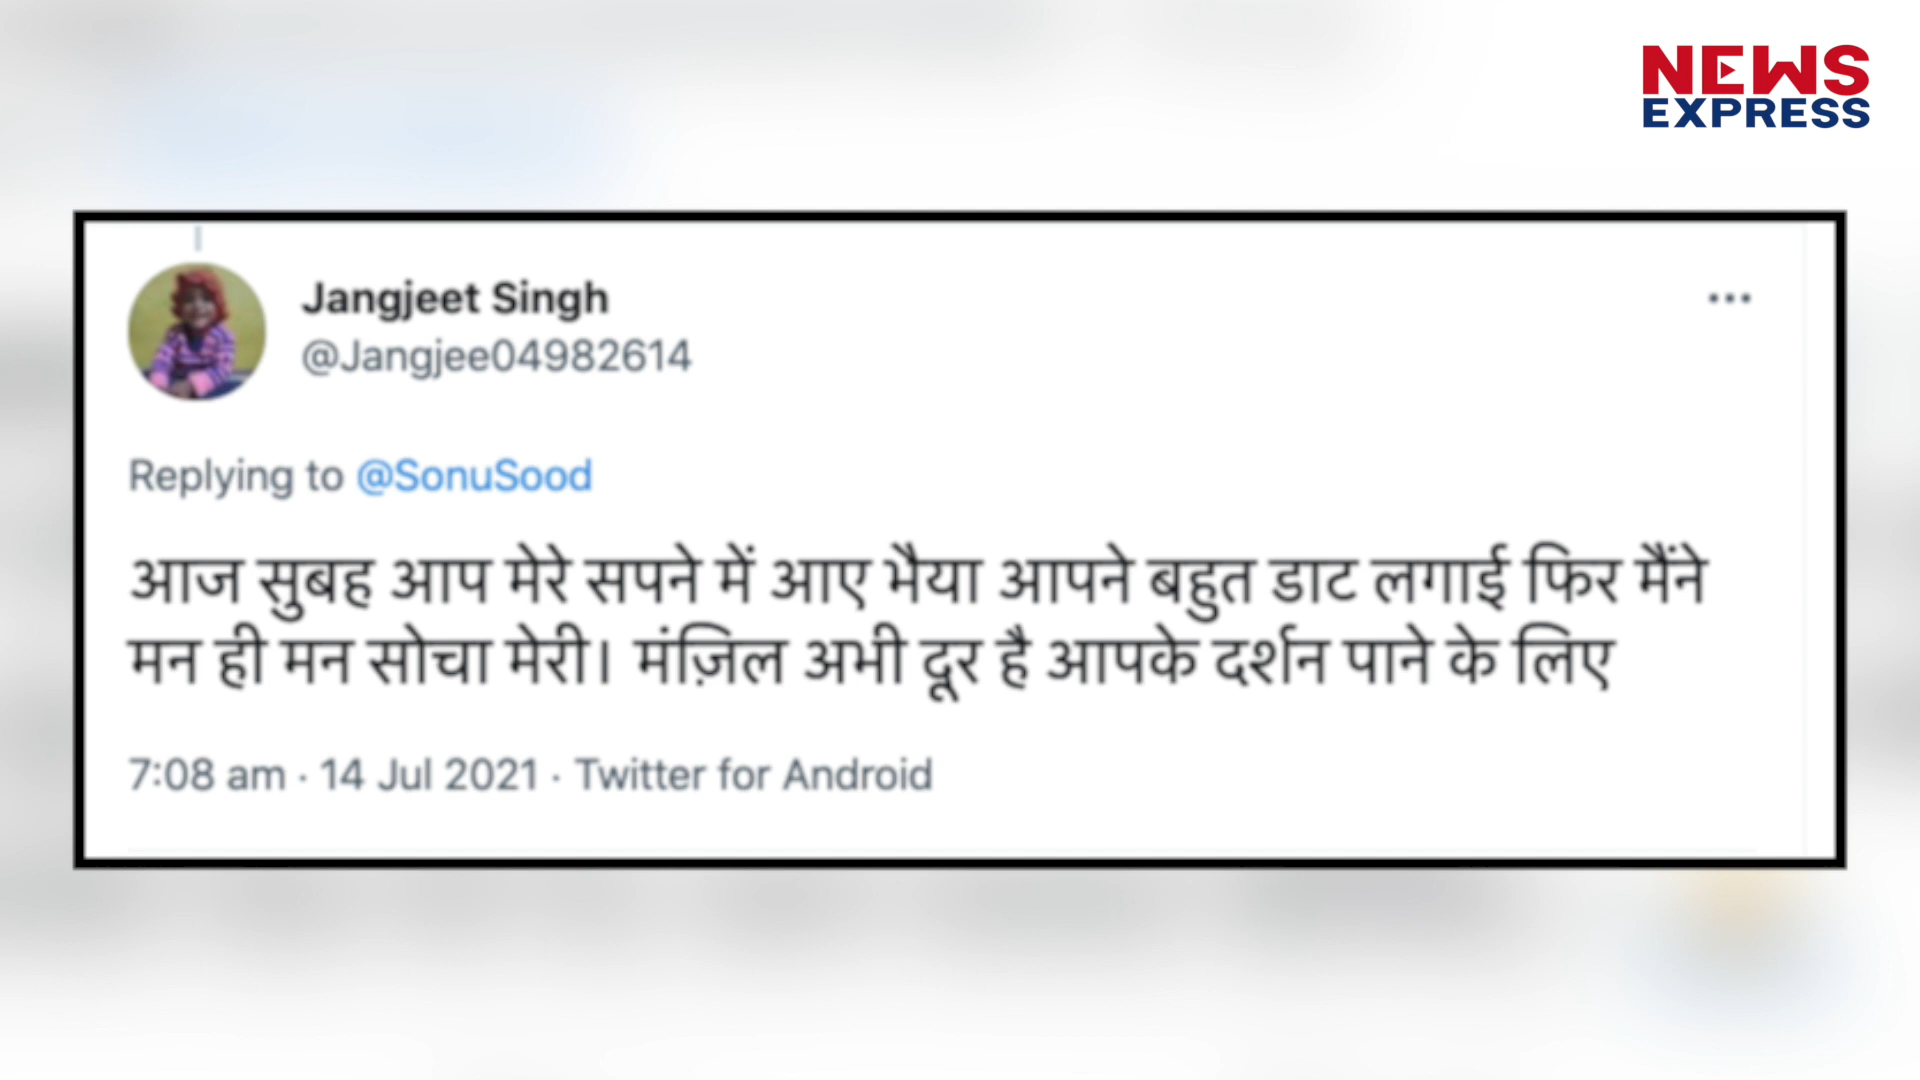 NEWS
EXPRESS
Jangjeet Singh
@Jangjee04982614
Replying to @SonuSood
आज सुबह आप मेरे सपने में आए भैया आपने बहुत डाट लगाई फिर मैंने
मन ही मन सोचा मेरी। मंज़िल अभी दूर है आपके दर्शन पाने के लिए
7:08 am · 14 Jul 2021 · Twitter for Android